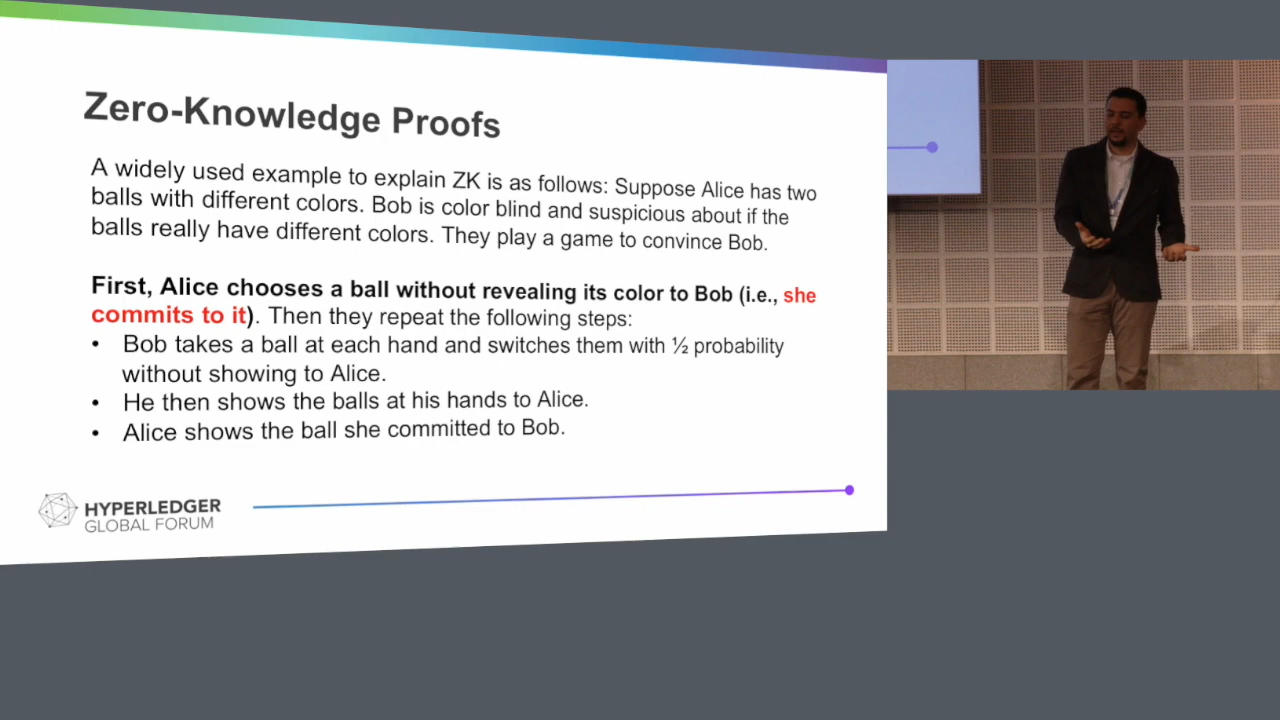 Zero-Knowledge Proofs
A widely used example to explain ZK is as follows: Suppose Alice has two
balls with different colors. Bob is color blind and suspicious about if the
balls really have different colors. They play a game to convince Bob.
First, Alice chooses a ball without revealing its color to Bob (i.e., she
commits to it). Then they repeat the following steps:
• Bob takes a ball at each hand and switches them with ½ probability
without showing to Alice.
• He then shows the balls at his hands to Alice.
• Alice shows the ball she committed to Bob.
HYPERLEDGER
GLOBAL FORUM